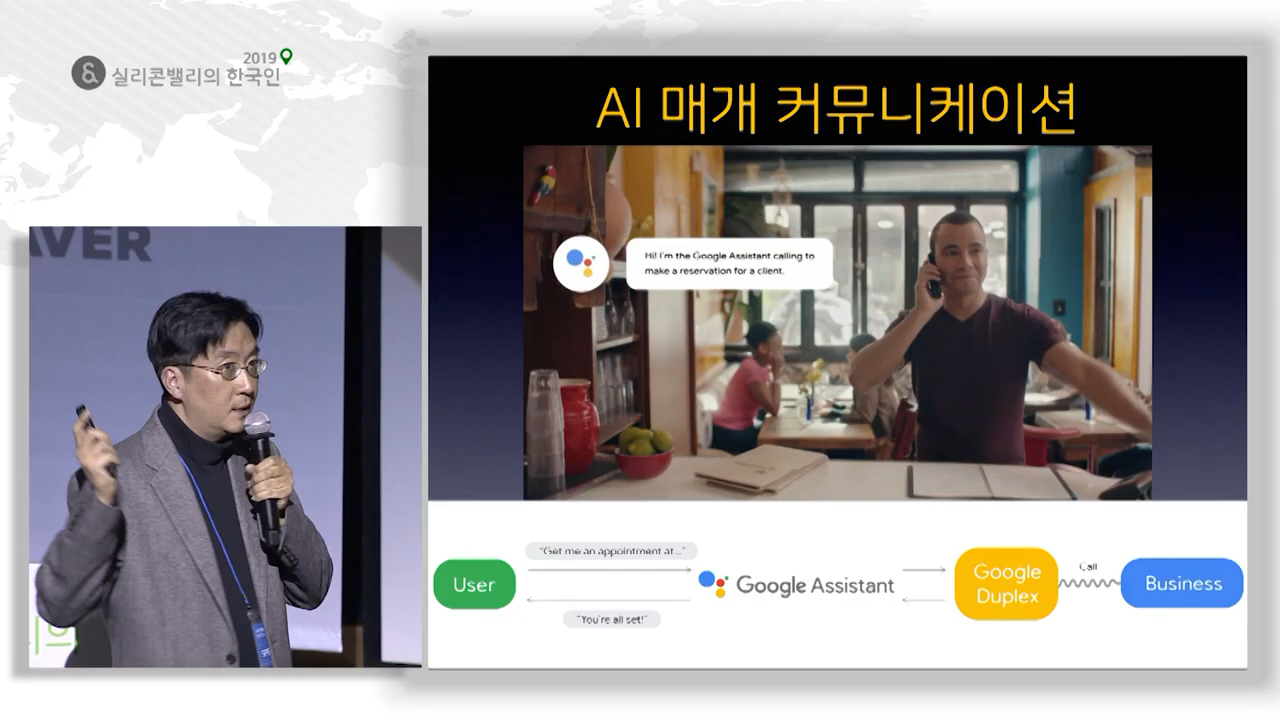 2019
& 실리콘밸리의 한국인
AVER
AI 매개 커뮤니케이션
Hi! I'm the Google Assistant calling to
make a reservation for a client.
"Get me an appointment at..."
User
Google Assistant
Google
Duplex
Call
Business
"You're all set!"
의